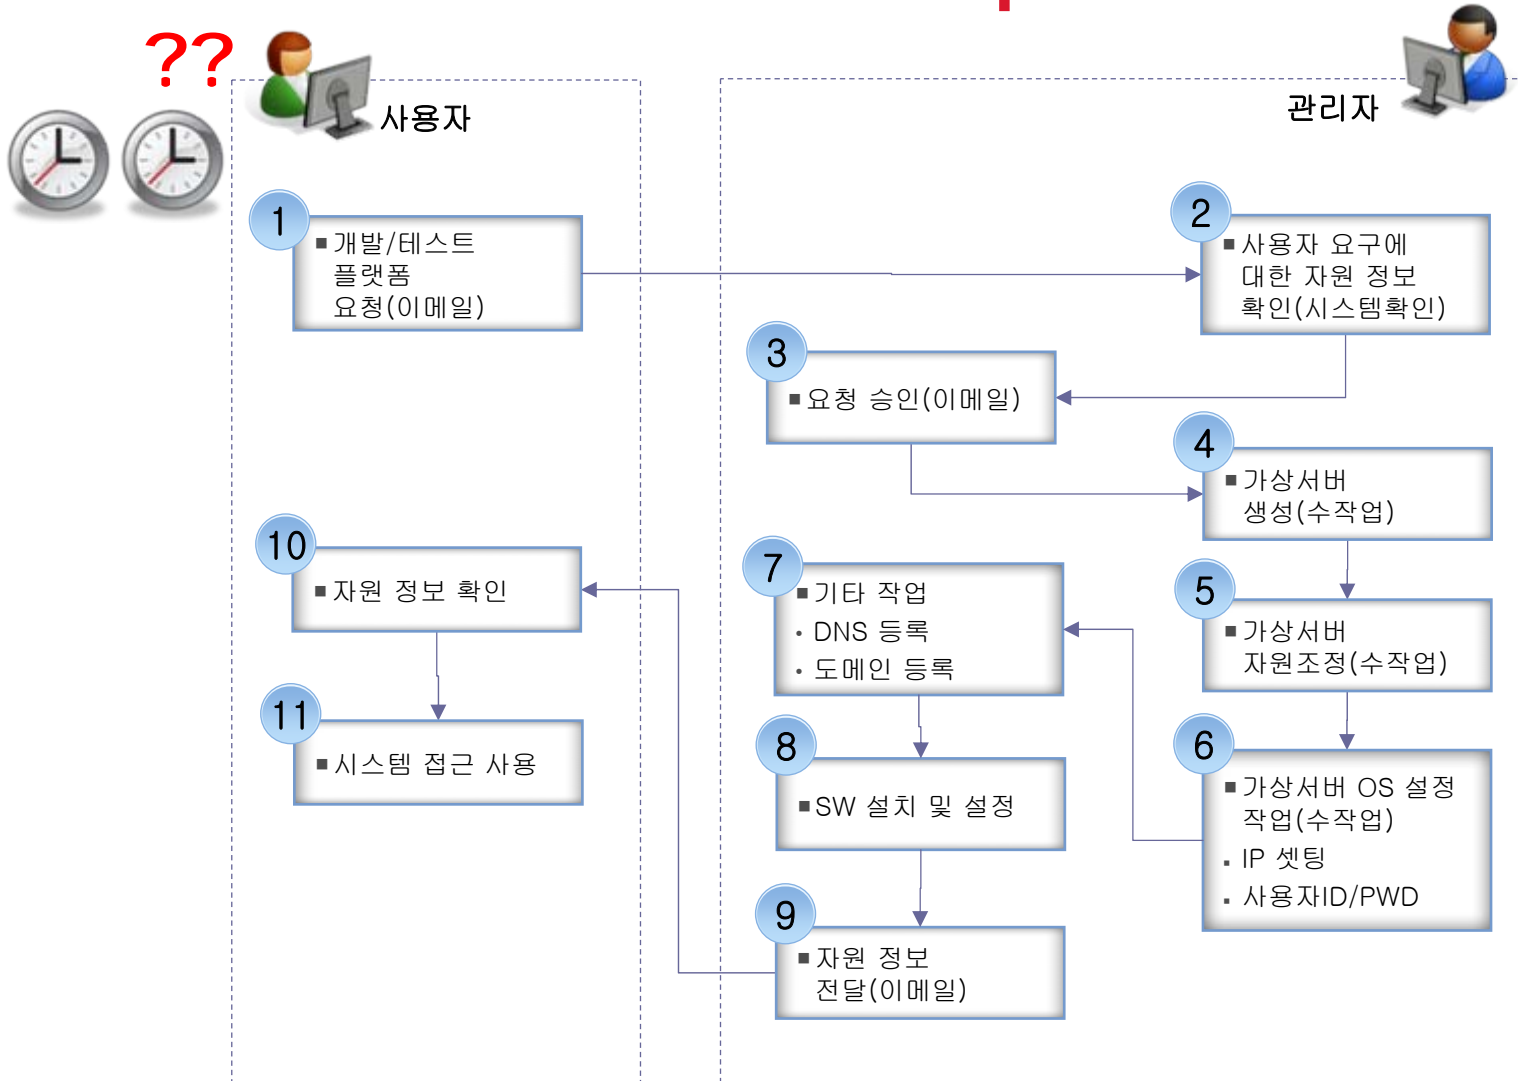 ??
사용자
관리자
1
■ 개발/테스트
플랫폼
요청(이메일)
2
■ 사용자 요구에
대한 자원 정보
확인(시스템확인)
3
■ 요청 승인(이메일)
4
■ 가상서버
생성(수작업)
5
■ 가상서버
자원조정(수작업)
6
■ 가상서버 OS 설정
작업(수작업)
▪ IP 셋팅
▪ 사용자ID/PWD
7
■ 기타 작업
• DNS 등록
• 도메인 등록
8
■ SW 설치 및 설정
9
■ 자원 정보
전달(이메일)
10
■ 자원 정보 확인
11
■ 시스템 접근 사용